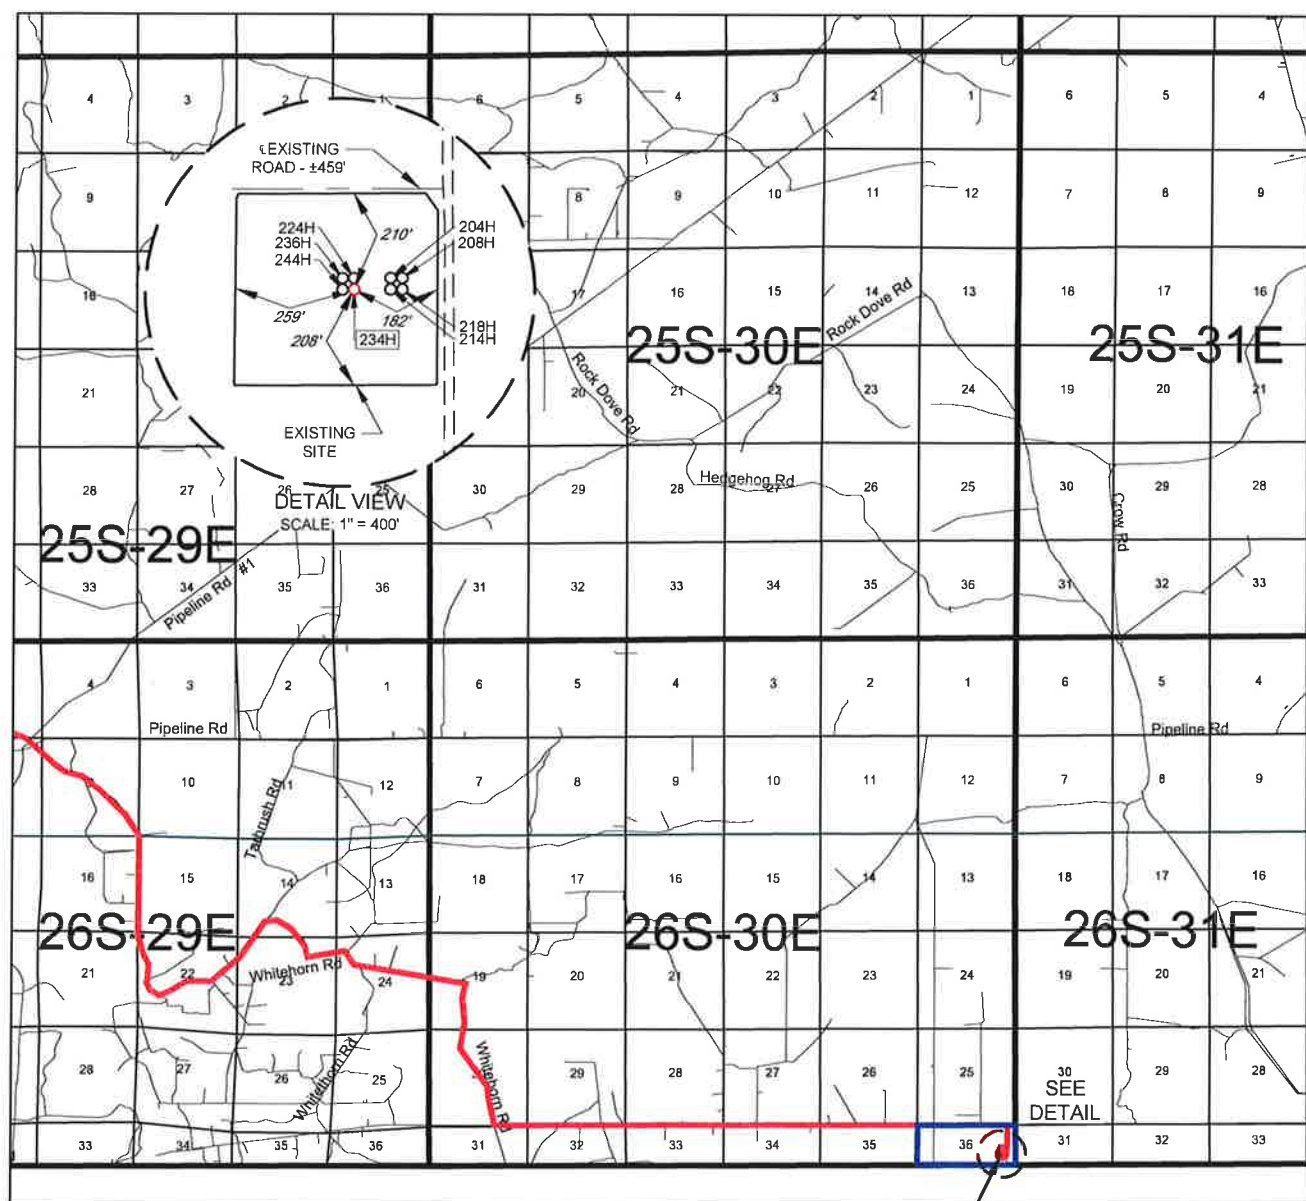 4 3 2 1 6 5 4 3 2 1 6 5 4
℄EXISTING
ROAD - ±459'
9 8 9 10 11 12 7 8 9
224H 210' 204H
236H 208H
244H
16 17 16 15 14 13 18 17 16
Rock Dove Rd
259' 182'
208' 234H 218H
214H
25S-30E 25S-31E
Rock Dove Rd
21 20 21 22 23 24 19 20 21
EXISTING
SITE
28 27 26 25 30 29 28 27 26 25 30 29 28
Hedgehog Rd
DETAIL VIEW
SCALE: 1" = 400'
Crow Rd
25S-29E
33 34 35 36 31 32 33 34 35 36 31 32 33
Pipeline Rd #1
4 3 2 1 6 5 4 3 2 1 6 5 4
Pipeline Rd Pipeline Rd
10 11 12 7 8 9 10 11 12 7 8 9
Tarbrush Rd
16 15 14 13 18 17 16 15 14 13 18 17 16
26S-29E 26S-30E 26S-31E
21 22 23 24 19 20 21 22 23 24 19 20 21
Whitehorn Rd
28 27 26 25 29 28 27 26 25 30 29 28
Whitethorn Rd
Whitehorn Rd
SEE
DETAIL
33 34 35 36 31 32 33 34 35 36 31 32 33